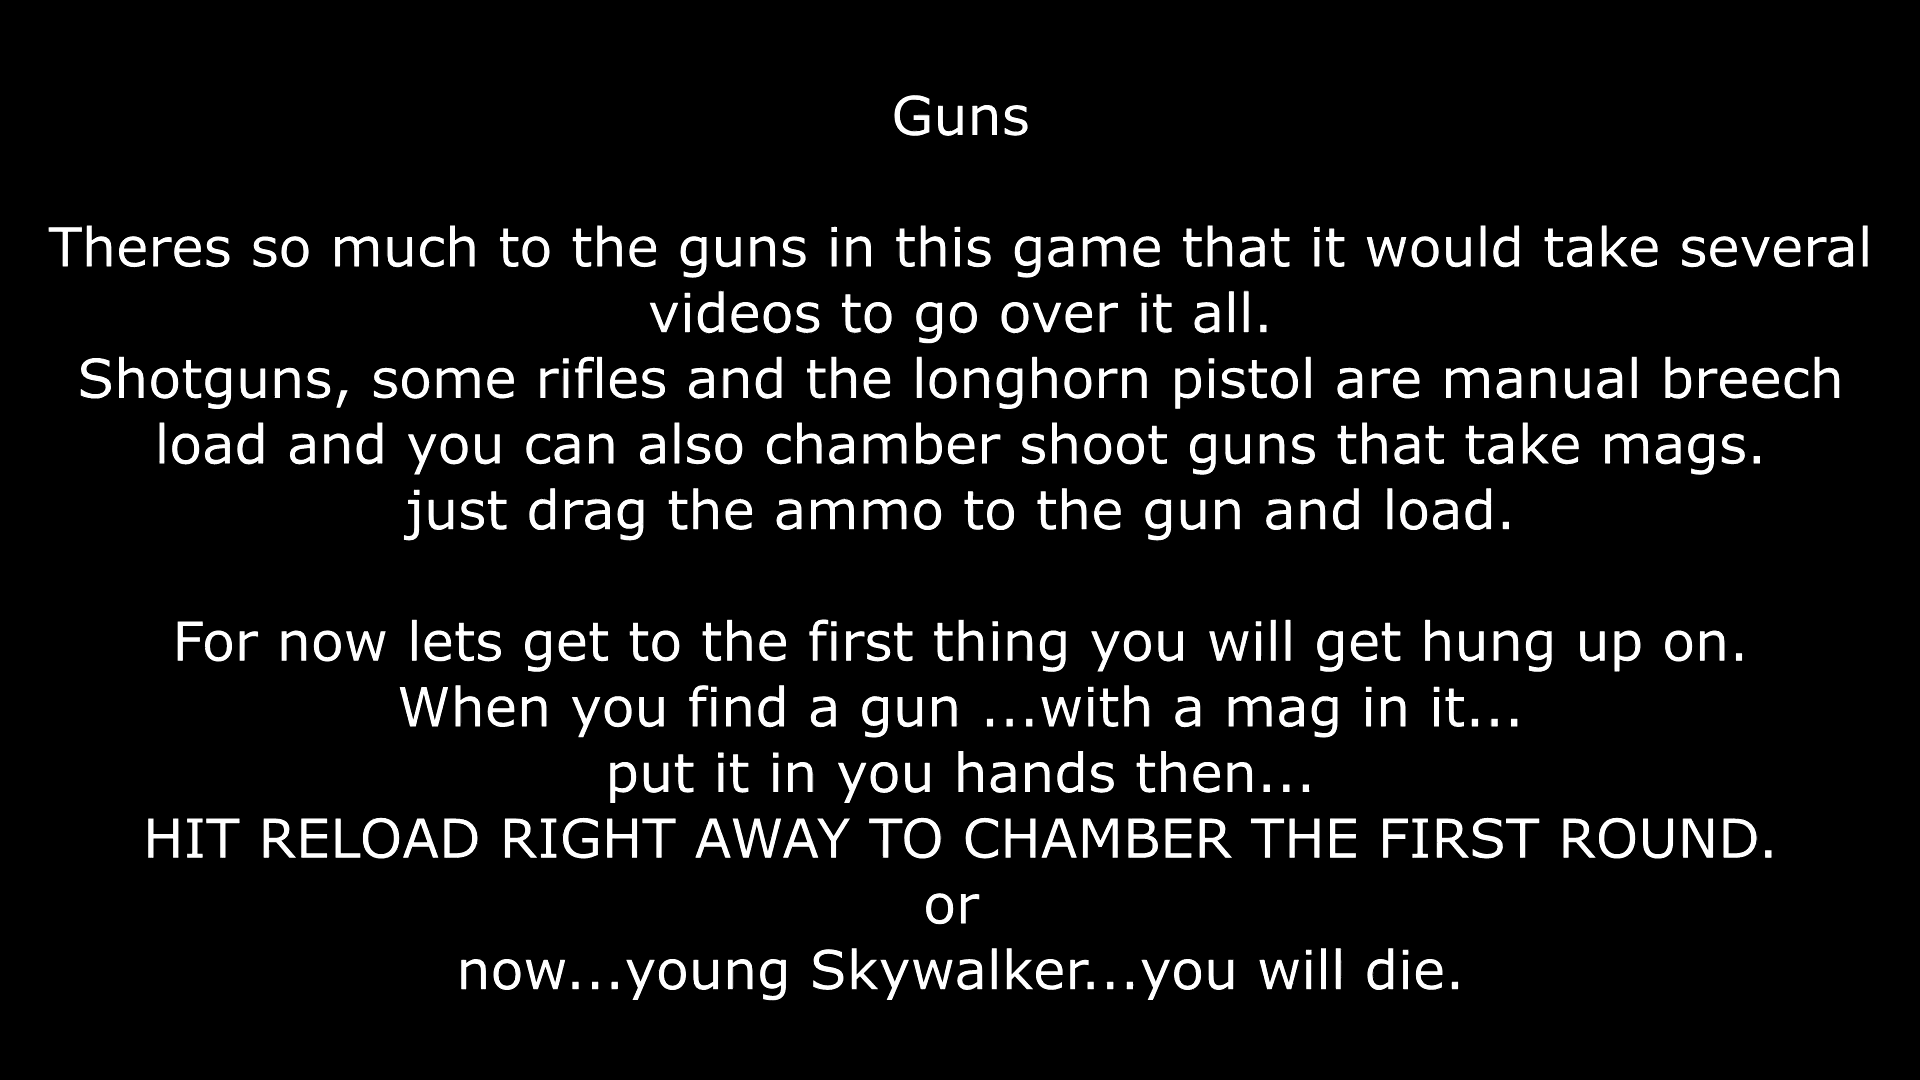 Guns
Theres so much to the guns in this game that it would take several
videos to go over it all.
Shotguns, some rifles and the longhorn pistol are manual breech
load and you can also chamber shoot guns that take mags.
just drag the ammo to the gun and load.
For now lets get to the first thing you will get hung up on.
When you find a gun ...with a mag in it...
put it in you hands then...
HIT RELOAD RIGHT AWAY TO CHAMBER THE FIRST ROUND.
or
now...young Skywalker...you will die.